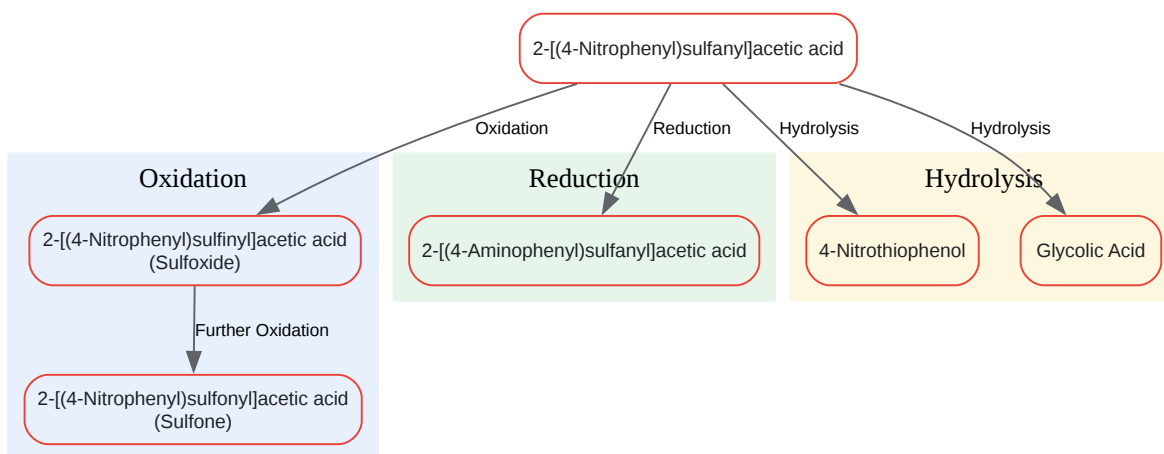 2-[(4-Nitrophenyl)sulfanyl]acetic acid
Oxidation
Reduction
Hydrolysis
Hydrolysis
Oxidation
Reduction
Hydrolysis
2-[(4-Nitrophenyl)sulfinyl]acetic acid
(Sulfoxide)
2-[(4-Aminophenyl)sulfanyl]acetic acid
4-Nitrothiophenol
Glycolic Acid
Further Oxidation
2-[(4-Nitrophenyl)sulfonyl]acetic acid
(Sulfone)